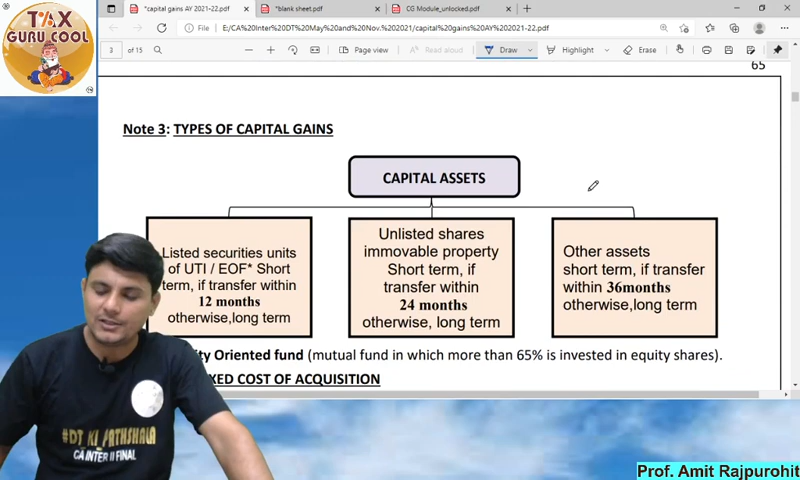 TAX
GURU COOL
*capital gains AY 2021-22.pdf
*blank sheet.pdf
CG Module_unlocked.pdf
File
E:/CA%20Inter%20DT%20May%20and%20Nov.%202021/capital%20gains%20AY%202021-22.pdf
3
of 15
Page view
Read aloud
Draw
Highlight
Erase
65
Note 3: TYPES OF CAPITAL GAINS
CAPITAL ASSETS
Listed securities units
of UTI / EOF* Short
term, if transfer within
12 months
otherwise,long term
Unlisted shares
immovable property
Short term, if
transfer within
24 months
otherwise, long term
Other assets
short term, if transfer
within 36months
otherwise,long term
Oriented fund (mutual fund in which more than 65% is invested in equity shares).
COST OF ACQUISITION
#DT KI PATHSHALA
CA INTER II FINAL
Prof. Amit Rajpurohit